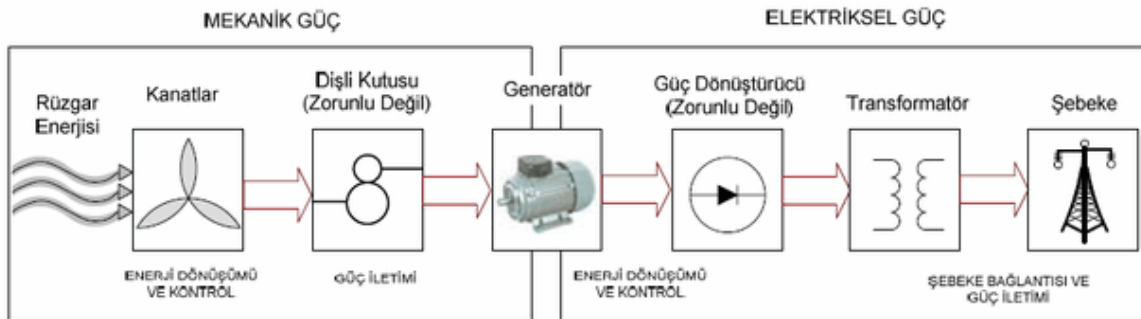 MEKANİK GÜÇ
ELEKTRİKSEL GÜÇ
Rüzgar
Enerjisi
Kanatlar
Dişli Kutusu
(Zorunlu Değil)
Generatör
Güç Dönüştürücü
(Zorunlu Değil)
Transformatör
Şebeke
ENERJİ DÖNÜŞÜMÜ
VE KONTROL
GÜÇ İLETİMİ
ENERJİ DÖNÜŞÜMÜ
VE KONTROL
ŞEBEKE BAĞLANTISI VE
GÜÇ İLETİMİ